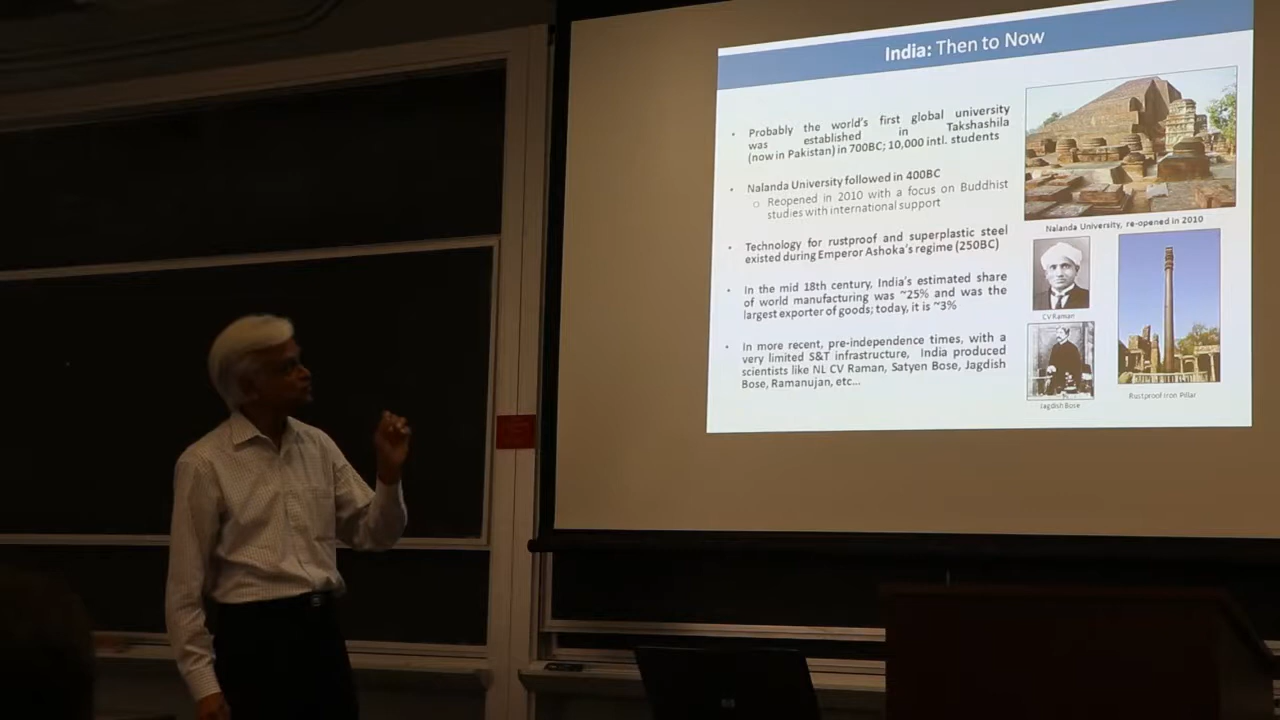 India: Then to Now
• Probably the world's first global university
was established in Takshashila
(now in Pakistan) in 700BC; 10,000 intl. students
• Nalanda University followed in 400BC
o Reopened in 2010 with a focus on Buddhist
studies with international support
• Technology for rustproof and superplastic steel
existed during Emperor Ashoka's regime (250BC)
• In the mid 18th century, India's estimated share
of world manufacturing was ~25% and was the
largest exporter of goods; today, it is ~3%
• In more recent, pre-independence times, with a
very limited S&T infrastructure, India produced
scientists like NL CV Raman, Satyen Bose, Jagdish
Bose, Ramanujan, etc...
Nalanda University, re-opened in 2010
CV Raman
Jagdish Bose
Rustproof Iron Pillar